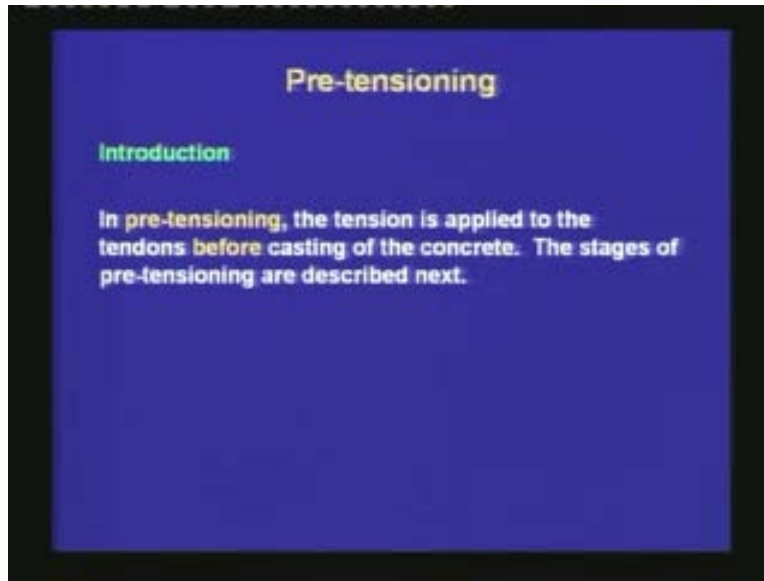 Pre-tensioning
Introduction
In pre-tensioning, the tension is applied to the
tendons before casting of the concrete.  The stages of
pre-tensioning are described next.